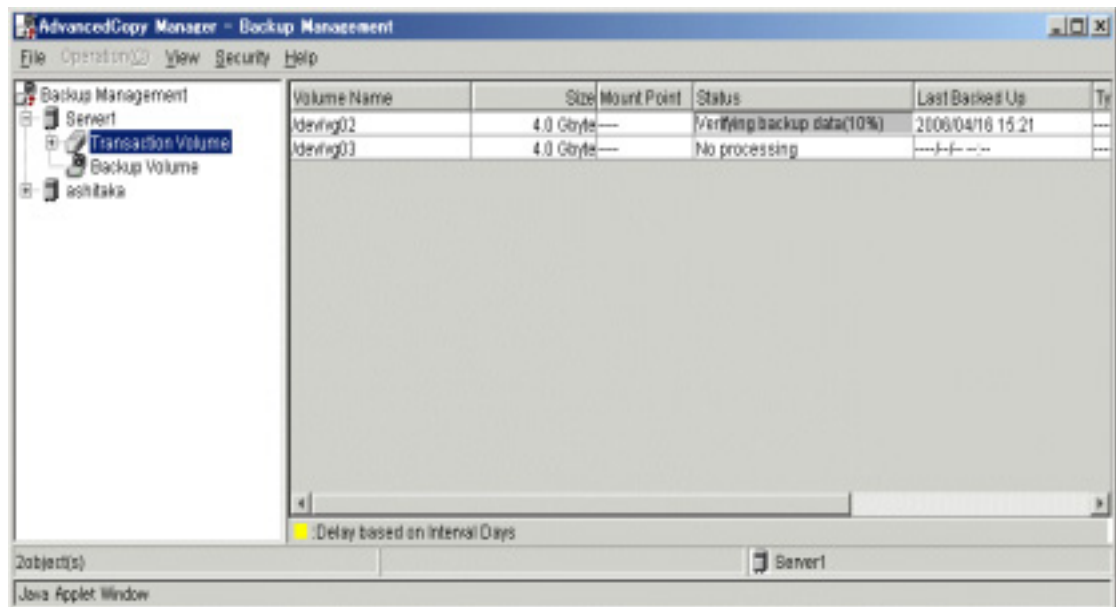 AdvancedCopy Manager - Backup Management
File Operation(O) View Security Help
Backup Management
Server1
Transaction Volume
Backup Volume
ashitaka
Volume Name Size Mount Point Status Last Backed Up Ty
/dev/vg02 4.0 Gbyte ---- Verifying backup data(10%) 2006/04/16 15:21 ---
/dev/vg03 4.0 Gbyte ---- No processing ----/--/-- --:-- ---
:Delay based on Interval Days
2object(s) Server1
Java Applet Window